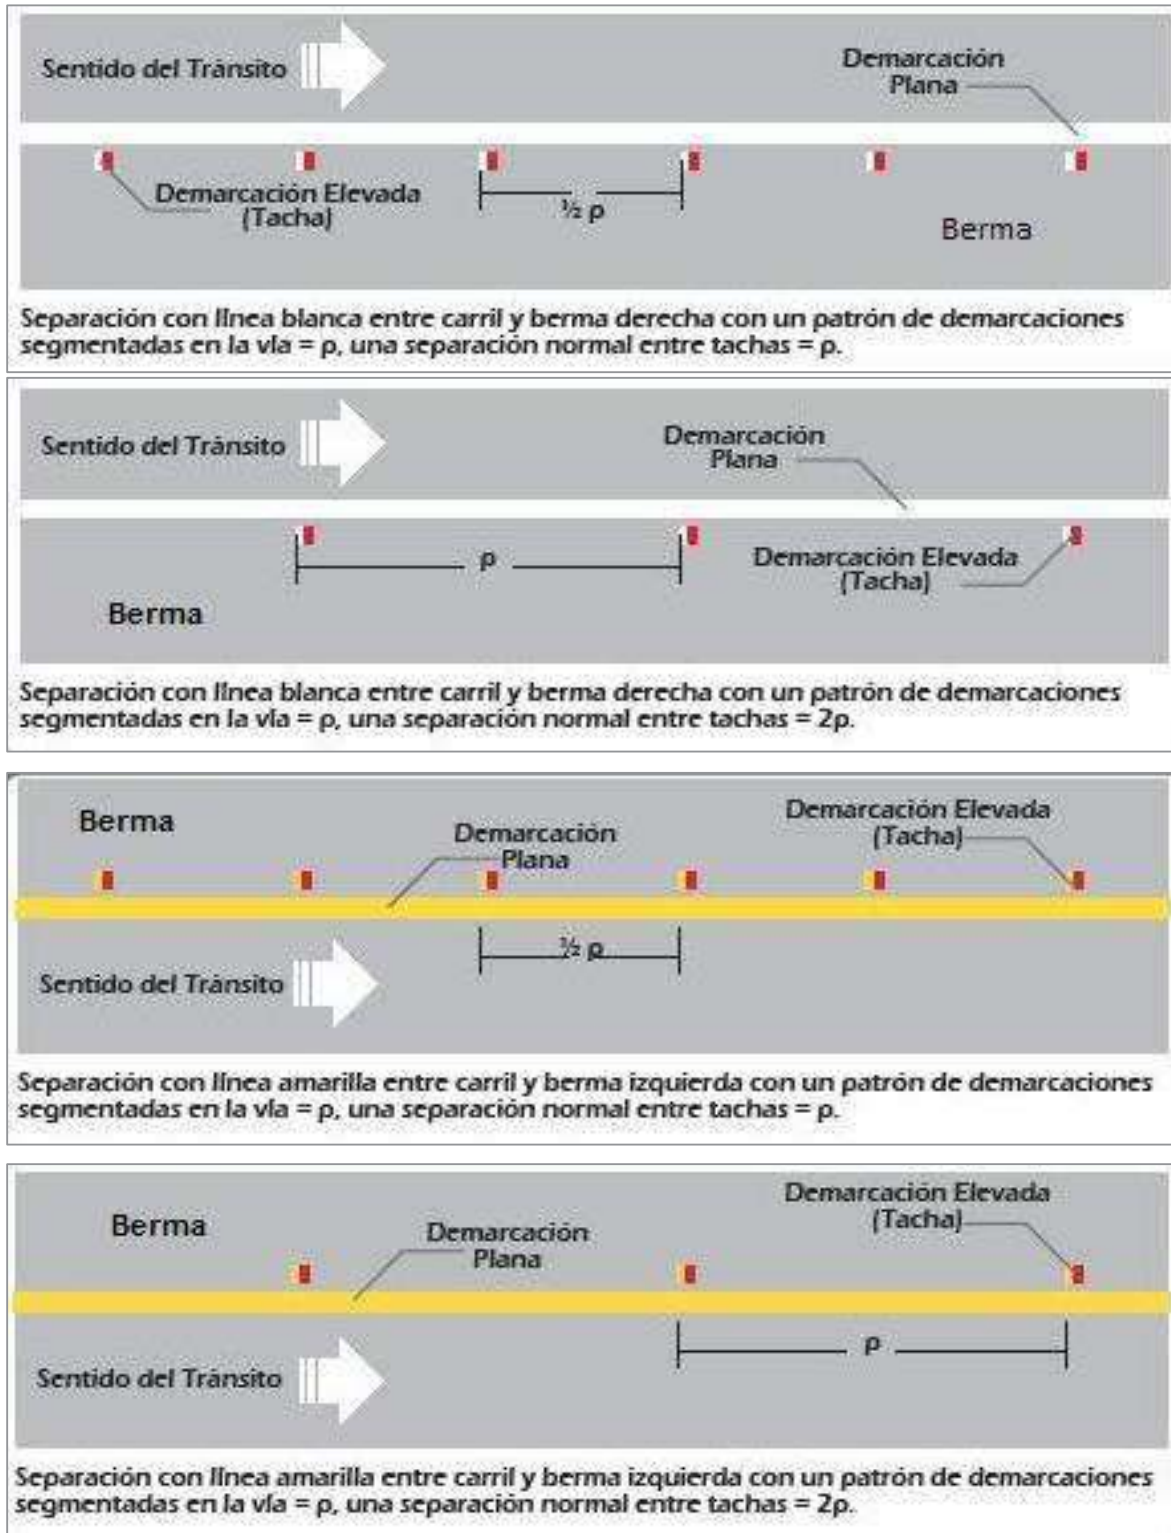 Sentido del Tránsito
Demarcación
Plana
Demarcación Elevada
(Tacha)
½ ρ
Berma
Separación con línea blanca entre carril y berma derecha con un patrón de demarcaciones
segmentadas en la vía = ρ, una separación normal entre tachas = ρ.
Sentido del Tránsito
Demarcación
Plana
ρ
Demarcación Elevada
(Tacha)
Berma
Separación con línea blanca entre carril y berma derecha con un patrón de demarcaciones
segmentadas en la vía = ρ, una separación normal entre tachas = 2ρ.
Berma
Demarcación
Plana
Demarcación Elevada
(Tacha)
½ ρ
Sentido del Tránsito
Separación con línea amarilla entre carril y berma izquierda con un patrón de demarcaciones
segmentadas en la vía = ρ, una separación normal entre tachas = ρ.
Berma
Demarcación
Plana
Demarcación Elevada
(Tacha)
ρ
Sentido del Tránsito
Separación con línea amarilla entre carril y berma izquierda con un patrón de demarcaciones
segmentadas en la vía = ρ, una separación normal entre tachas = 2ρ.